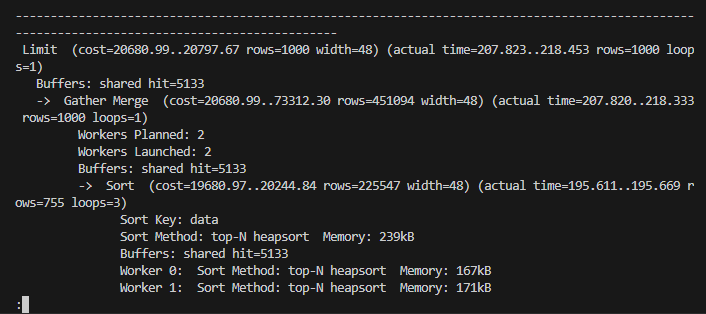 -------------------------------------------------------------------------------------------------
----------------------------------------------
 Limit  (cost=20680.99..20797.67 rows=1000 width=48) (actual time=207.823..218.453 rows=1000 loop
s=1)
   Buffers: shared hit=5133
   ->  Gather Merge  (cost=20680.99..73312.30 rows=451094 width=48) (actual time=207.820..218.333
 rows=1000 loops=1)
         Workers Planned: 2
         Workers Launched: 2
         Buffers: shared hit=5133
         ->  Sort  (cost=19680.97..20244.84 rows=225547 width=48) (actual time=195.611..195.669 r
ows=755 loops=3)
               Sort Key: data
               Sort Method: top-N heapsort  Memory: 239kB
               Buffers: shared hit=5133
               Worker 0:  Sort Method: top-N heapsort  Memory: 167kB
               Worker 1:  Sort Method: top-N heapsort  Memory: 171kB
: